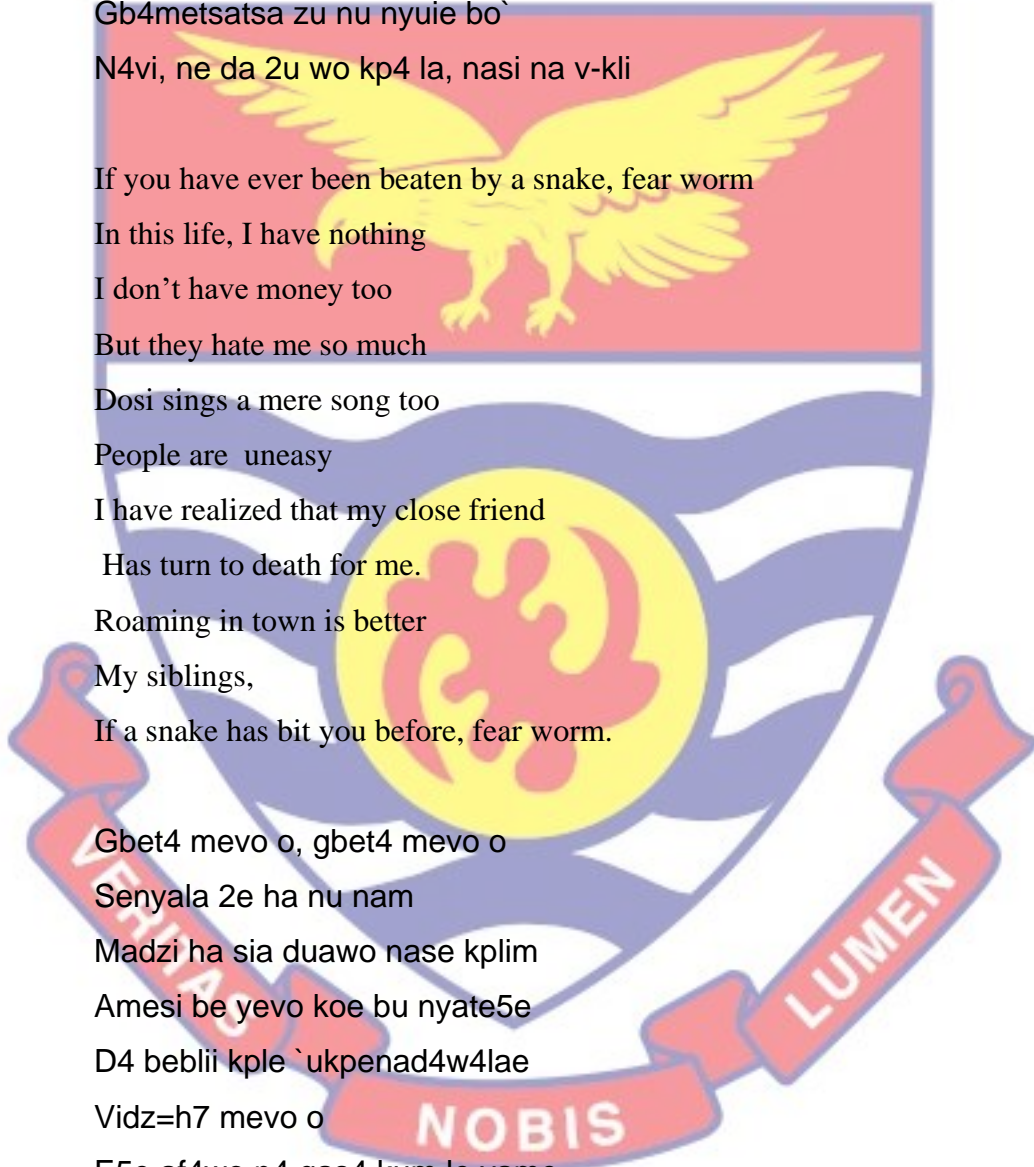 Gb4metsatsa zu nu nyuie bo`
N4vi, ne da 2u wo kp4 la, nasi na v-kli
If you have ever been beaten by a snake, fear worm
In this life, I have nothing
I don’t have money too
But they hate me so much
Dosi sings a mere song too
People are uneasy
I have realized that my close friend
Has turn to death for me.
Roaming in town is better
My siblings,
If a snake has bit you before, fear worm.
Gbet4 mevo o, gbet4 mevo o
Senyala 2e ha nu nam
Madzi ha sia duawo nase kplim
Amesi be yevo koe bu nyate5e
D4 beblii kple `ukpenad4w4lae
Vidz=h7 mevo o
VERITAS
NOBIS
LUMEN